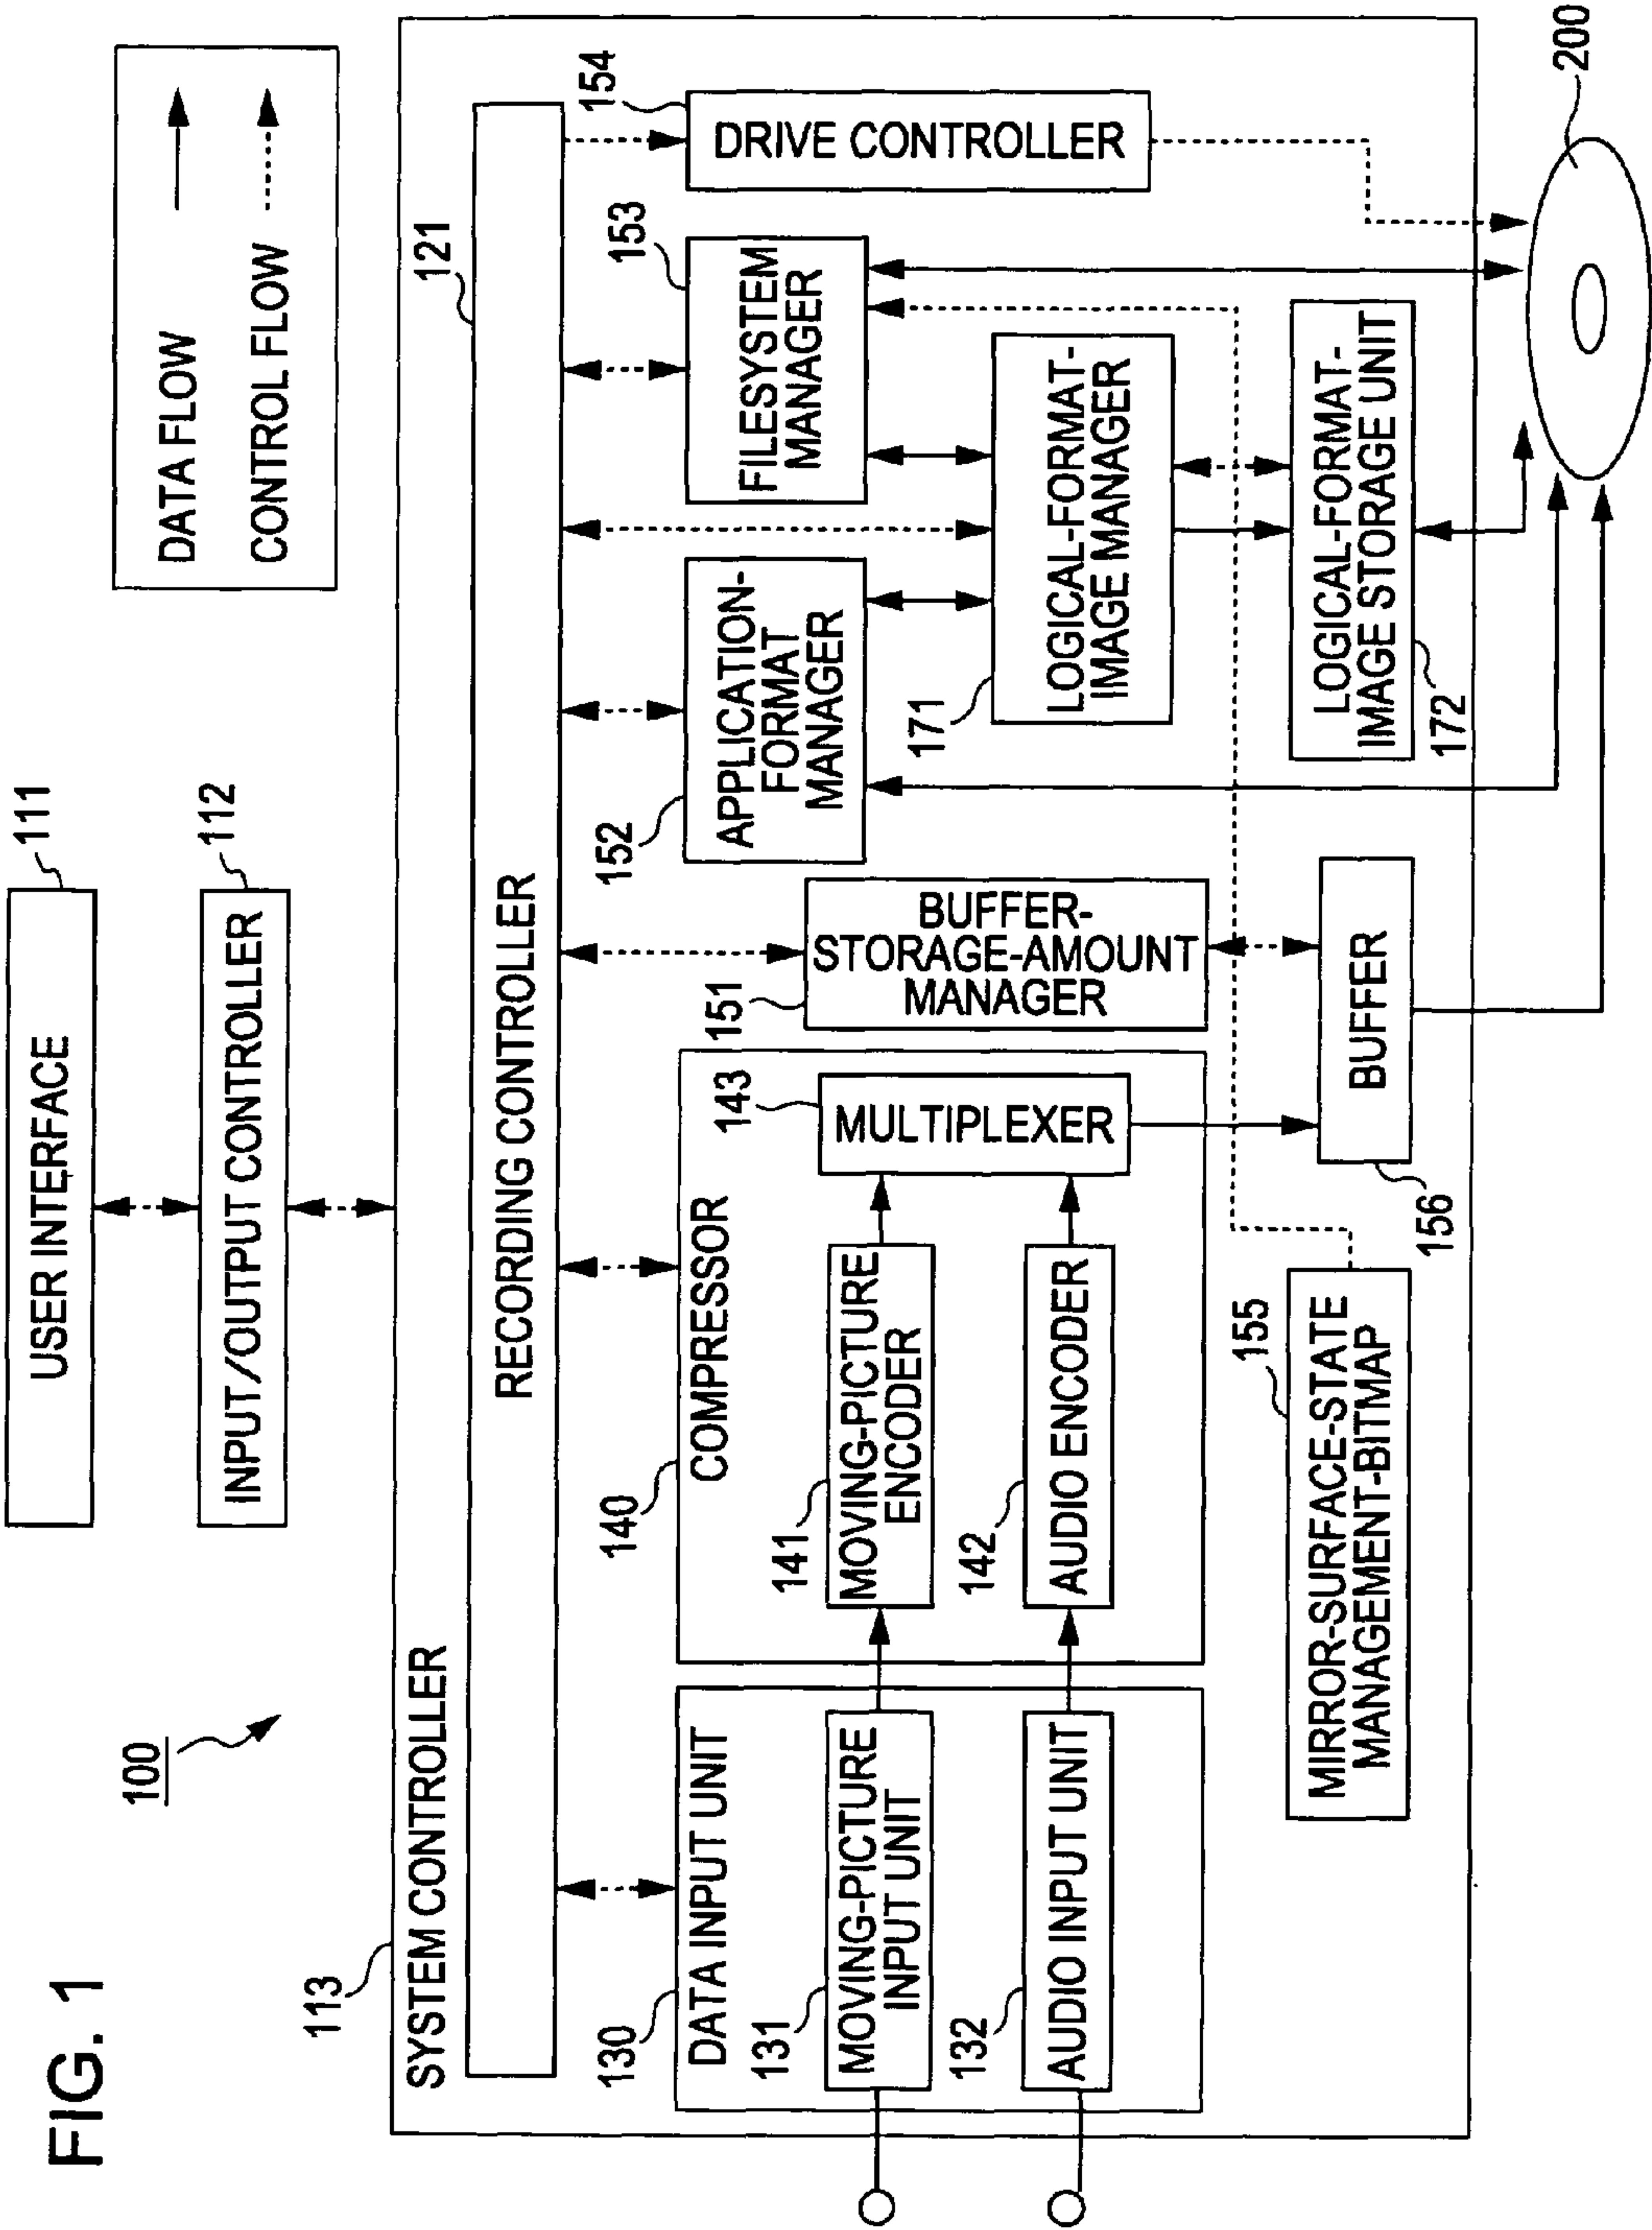 FIG. 1
100
USER INTERFACE
111
INPUT/OUTPUT CONTROLLER
112
DATA FLOW
CONTROL FLOW
113
SYSTEM CONTROLLER
RECORDING CONTROLLER
121
130
DATA INPUT UNIT
131
MOVING-PICTURE
INPUT UNIT
132
AUDIO INPUT UNIT
140
COMPRESSOR
141
MOVING-PICTURE
ENCODER
142
AUDIO ENCODER
143
MULTIPLEXER
151
BUFFER-
STORAGE-AMOUNT
MANAGER
152
APPLICATION-
FORMAT
MANAGER
153
FILESYSTEM
MANAGER
154
DRIVE CONTROLLER
171
LOGICAL-FORMAT-
IMAGE MANAGER
155
MIRROR-SURFACE-STATE
MANAGEMENT-BITMAP
156
BUFFER
172
LOGICAL-FORMAT-
IMAGE STORAGE UNIT
200